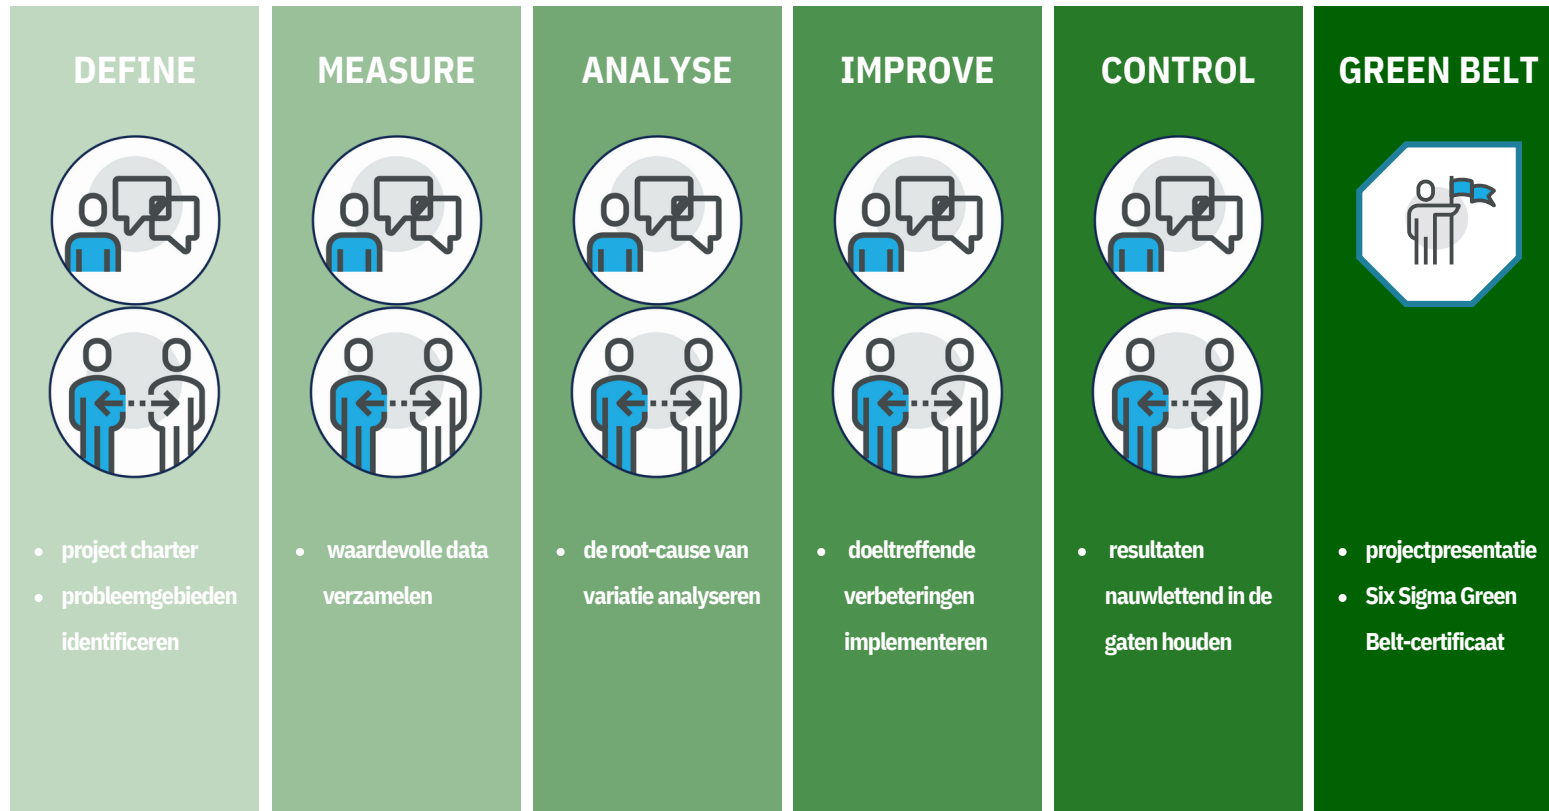 DEFINE
• project charter
• probleemgebieden
identificeren
MEASURE
• waardevolle data
verzamelen
ANALYSE
• de root-cause van
variatie analyseren
IMPROVE
• doeltreffende
verbeteringen
implementeren
CONTROL
• resultaten
nauwlettend in de
gaten houden
GREEN BELT
• projectpresentatie
• Six Sigma Green
Belt-certificaat